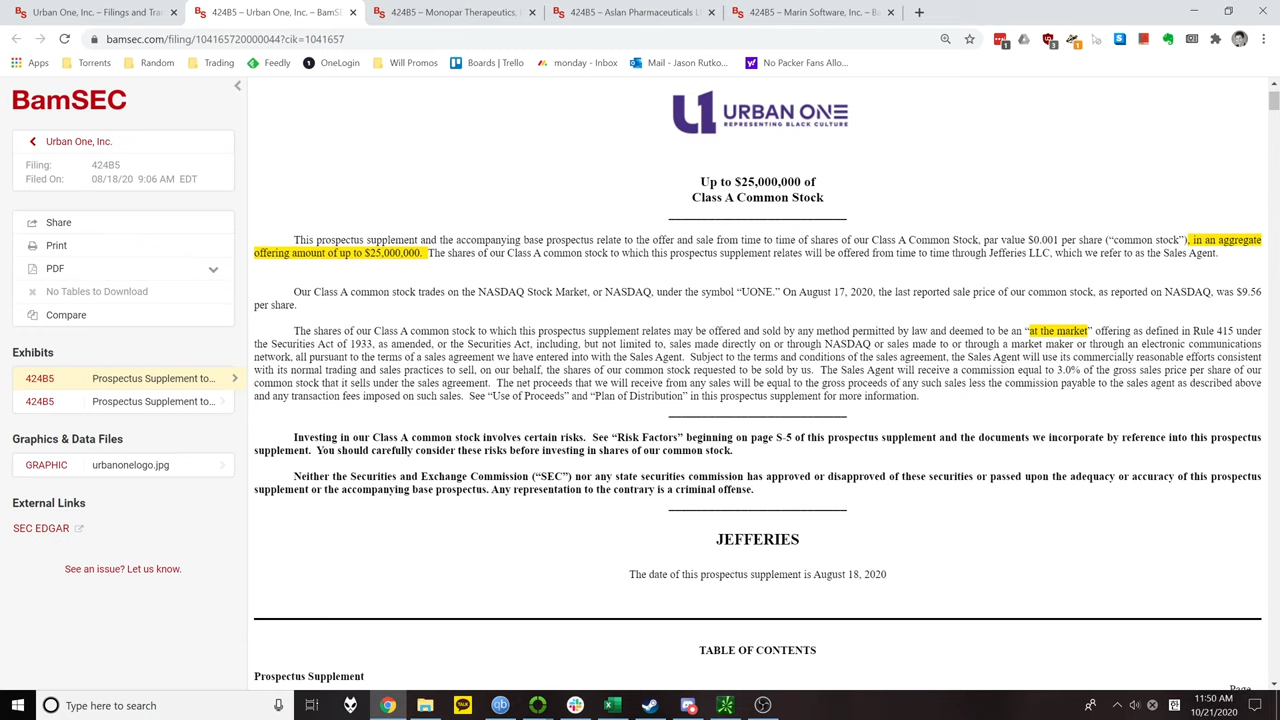 Urban One, Inc. – Filings and Tran
424B5 – Urban One, Inc. – BamSE
424B5 – Monopar Therapeutics, I
424B5 – Aslan Pharmaceuticals L
424B5 – Marin Software, Inc. – Ba
bamsec.com/filing/104165720000044?cik=1041657
Apps
Torrents
Random
Trading
Feedly
OneLogin
Will Promos
Boards | Trello
monday - Inbox
Mail - Jason Rutko...
No Packer Fans Allo...
BamSEC
Urban One, Inc.
Filing: 424B5
Filed On: 08/18/20 9:06 AM EDT
Share
Print
PDF
No Tables to Download
Compare
Exhibits
424B5 Prospectus Supplement to...
424B5 Prospectus Supplement to...
Graphics & Data Files
GRAPHIC urbanonelogo.jpg
External Links
SEC EDGAR
See an issue? Let us know.
U1 URBAN ONE
REPRESENTING BLACK CULTURE
Up to $25,000,000 of
Class A Common Stock
This prospectus supplement and the accompanying base prospectus relate to the offer and sale from time to time of shares of our Class A Common Stock, par value $0.001 per share (“common stock”), in an aggregate
offering amount of up to $25,000,000. The shares of our Class A common stock to which this prospectus supplement relates will be offered from time to time through Jefferies LLC, which we refer to as the Sales Agent.
Our Class A common stock trades on the NASDAQ Stock Market, or NASDAQ, under the symbol “UONE.” On August 17, 2020, the last reported sale price of our common stock, as reported on NASDAQ, was $9.56
per share.
The shares of our Class A common stock to which this prospectus supplement relates may be offered and sold by any method permitted by law and deemed to be an “at the market” offering as defined in Rule 415 under
the Securities Act of 1933, as amended, or the Securities Act, including, but not limited to, sales made directly on or through NASDAQ or sales made to or through a market maker or through an electronic communications
network, all pursuant to the terms of a sales agreement we have entered into with the Sales Agent. Subject to the terms and conditions of the sales agreement, the Sales Agent will use its commercially reasonable efforts consistent
with its normal trading and sales practices to sell, on our behalf, the shares of our common stock requested to be sold by us. The Sales Agent will receive a commission equal to 3.0% of the gross sales price per share of our
common stock that it sells under the sales agreement. The net proceeds that we will receive from any sales will be equal to the gross proceeds of any such sales less the commission payable to the sales agent as described above
and any transaction fees imposed on such sales. See “Use of Proceeds” and “Plan of Distribution” in this prospectus supplement for more information.
Investing in our Class A common stock involves certain risks. See “Risk Factors” beginning on page S-5 of this prospectus supplement and the documents we incorporate by reference into this prospectus
supplement. You should carefully consider these risks before investing in shares of our common stock.
Neither the Securities and Exchange Commission (“SEC”) nor any state securities commission has approved or disapproved of these securities or passed upon the adequacy or accuracy of this prospectus
supplement or the accompanying base prospectus. Any representation to the contrary is a criminal offense.
JEFFERIES
The date of this prospectus supplement is August 18, 2020
TABLE OF CONTENTS
Prospectus Supplement
Page
Type here to search
11:50 AM
10/21/2020